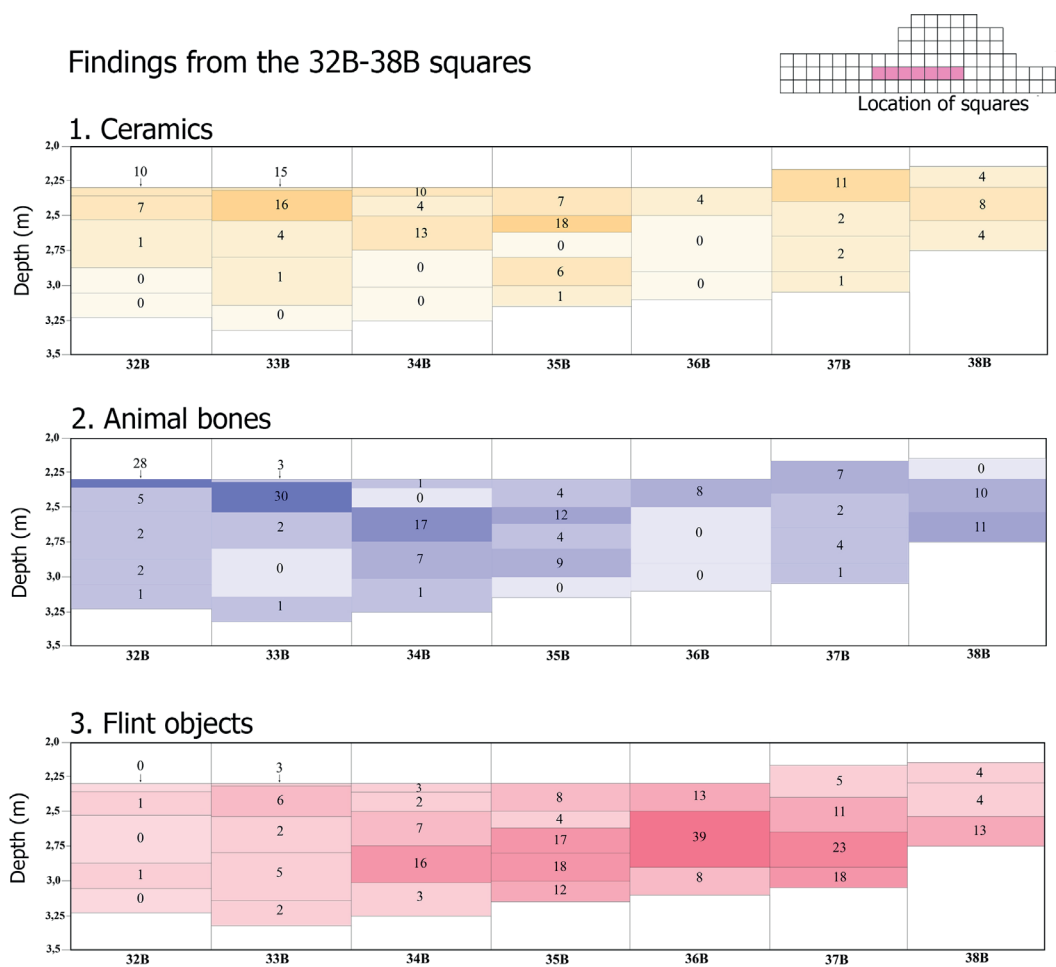 Findings from the 32B-38B squares
Location of squares
1. Ceramics
Depth (m)
2,0
2,25
2,5
2,75
3,0
3,25
3,5
10 15
16 10 11 4
7 4 7 4 8
4 13 18 2
1 0 0 4
1 0 6 2
0 0 1 0 1
0 0
32B 33B 34B 35B 36B 37B 38B
2. Animal bones
Depth (m)
2,0
2,25
2,5
2,75
3,0
3,25
3,5
28 3
30 1 7 0
5 0 4 8 10
2 17 12 2 11
2 4 0
7 9 4
2 0 0 1
1 1 1 0
32B 33B 34B 35B 36B 37B 38B
3. Flint objects
Depth (m)
2,0
2,25
2,5
2,75
3,0
3,25
3,5
0 3
3 5 4
1 6 2 8 13 4
0 2 7 4 39 11 13
17
16 18 23
1 5 12 8 18
0 2 3
32B 33B 34B 35B 36B 37B 38B